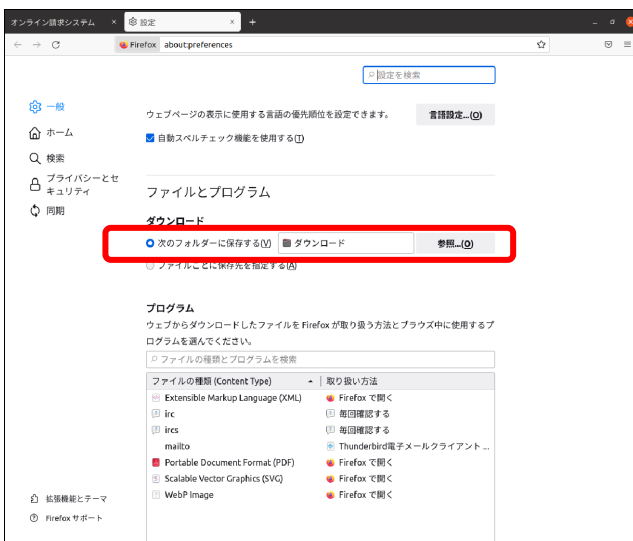 オンライン請求システム × 設定 × +
Firefox about:preferences
設定を検索
一般
ホーム
検索
プライバシーとセ
キュリティ
同期
拡張機能とテーマ
Firefox サポート
ウェブページの表示に使用する言語の優先順位を設定できます。 言語設定...(O)
自動スペルチェック機能を使用する(T)
ファイルとプログラム
ダウンロード
次のフォルダーに保存する(V) ダウンロード 参照...(O)
ファイルごとに保存先を指定する(A)
プログラム
ウェブからダウンロードしたファイルを Firefox が取り扱う方法とブラウズ中に使用するプ
ログラムを選んでください。
ファイルの種類とプログラムを検索
ファイルの種類 (Content Type) 取り扱い方法
Extensible Markup Language (XML) Firefox で開く
irc 毎回確認する
ircs 毎回確認する
mailto Thunderbird電子メールクライアント ...
Portable Document Format (PDF) Firefox で開く
Scalable Vector Graphics (SVG) Firefox で開く
WebP Image Firefox で開く